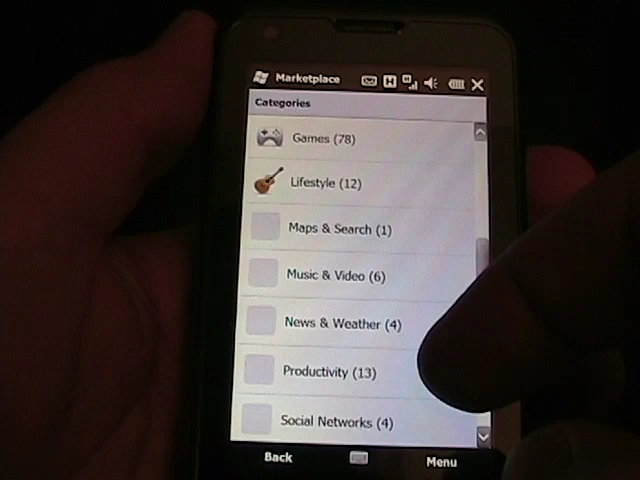 Marketplace
Categories
Games (78)
Lifestyle (12)
Maps & Search (1)
Music & Video (6)
News & Weather (4)
Productivity (13)
Social Networks (4)
Back Menu